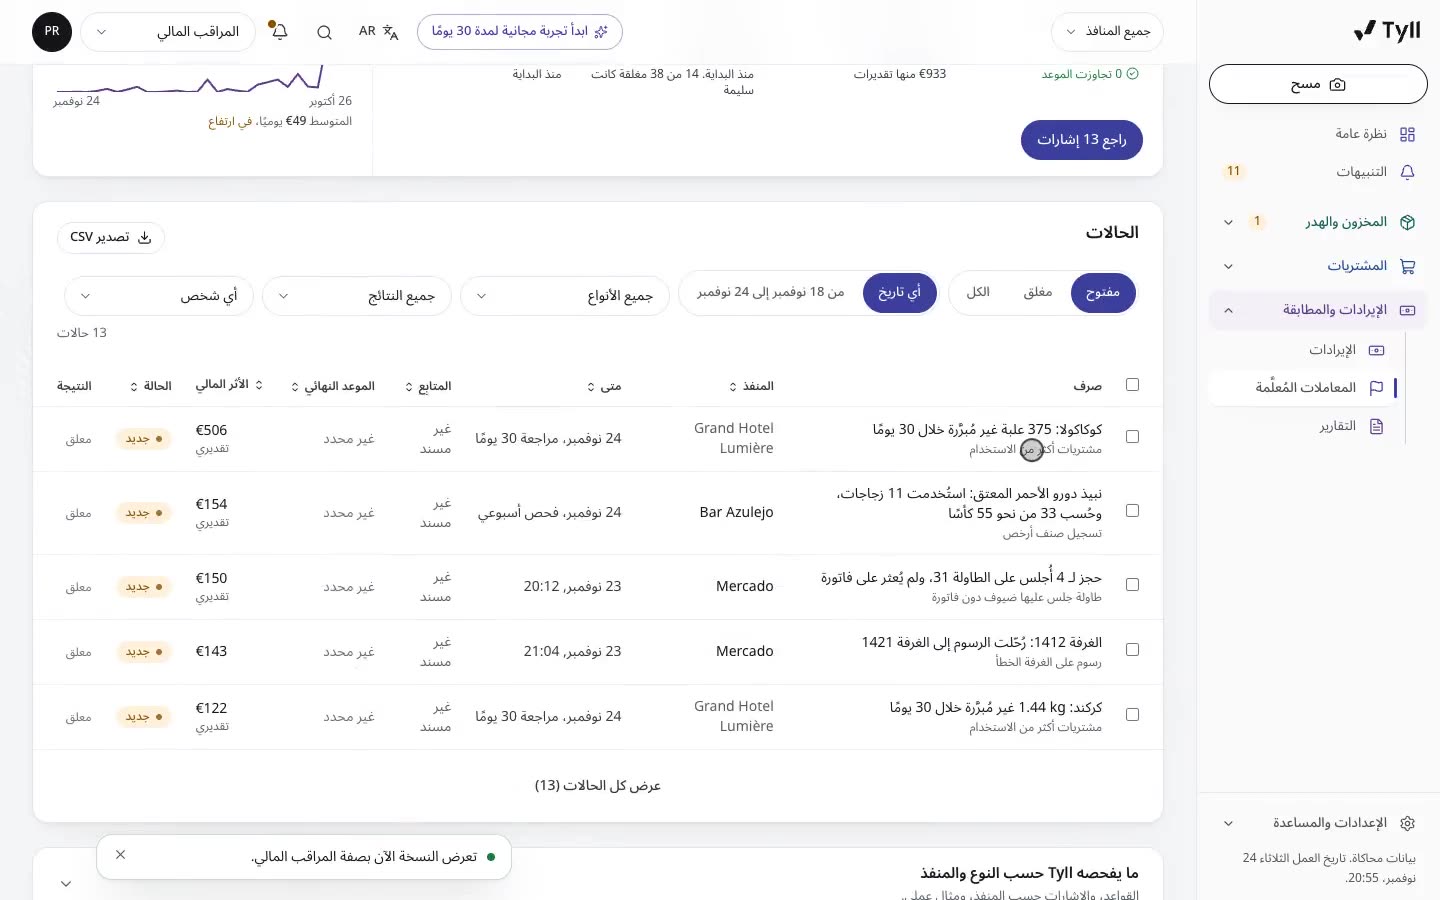 Tyll
مسح
نظرة عامة
التنبيهات
11
المخزون والهدر
1
المشتريات
الإيرادات والمطابقة
الإيرادات
المعاملات المُعلَّمة
التقارير
الإعدادات والمساعدة
بيانات محاكاة. تاريخ العمل الثلاثاء 24
نوفمبر، 20:55.
جميع المنافذ
ابدأ تجربة مجانية لمدة 30 يومًا
AR
المراقب المالي
PR
0 تجاوزت الموعد
€933 منها تقديرات
منذ البداية. 14 من 38 مغلقة كانت
سليمة
منذ البداية
26 أكتوبر
24 نوفمبر
المتوسط €49 يوميًا، في ارتفاع
راجع 13 إشارات
الحالات
تصدير CSV
مفتوح
مغلق
الكل
أي تاريخ
من 18 نوفمبر إلى 24 نوفمبر
جميع الأنواع
جميع النتائج
أي شخص
13 حالات
صرف
المنفذ
متى
المتابع
الموعد النهائي
الأثر المالي
الحالة
النتيجة
كوكاكولا: 375 علبة غير مُبرَّرة خلال 30 يومًا
مشتريات أكثر من الاستخدام
Grand Hotel
Lumière
24 نوفمبر، مراجعة 30 يومًا
غير
مسند
غير محدد
€506
تقديري
جديد
معلق
نبيذ دورو الأحمر المعتق: استُخدمت 11 زجاجات،
وحُسب 33 من نحو 55 كأسًا
تسجيل صنف أرخص
Bar Azulejo
24 نوفمبر، فحص أسبوعي
غير
مسند
غير محدد
€154
تقديري
جديد
معلق
حجز لـ 4 أُجلس على الطاولة 31، ولم يُعثر على فاتورة
طاولة جلس عليها ضيوف دون فاتورة
Mercado
23 نوفمبر, 20:12
غير
مسند
غير محدد
€150
تقديري
جديد
معلق
الغرفة 1412: رُحّلت الرسوم إلى الغرفة 1421
رسوم على الغرفة الخطأ
Mercado
23 نوفمبر, 21:04
غير
مسند
غير محدد
€143
جديد
معلق
كركند: 1.44 kg غير مُبرَّرة خلال 30 يومًا
مشتريات أكثر من الاستخدام
Grand Hotel
Lumière
24 نوفمبر، مراجعة 30 يومًا
غير
مسند
غير محدد
€122
تقديري
جديد
معلق
عرض كل الحالات (13)
تعرض النسخة الآن بصفة المراقب المالي.
ما يفحصه Tyll حسب النوع والمنفذ
القواعد، والإشارات حسب المنفذ، ومثال عملي.